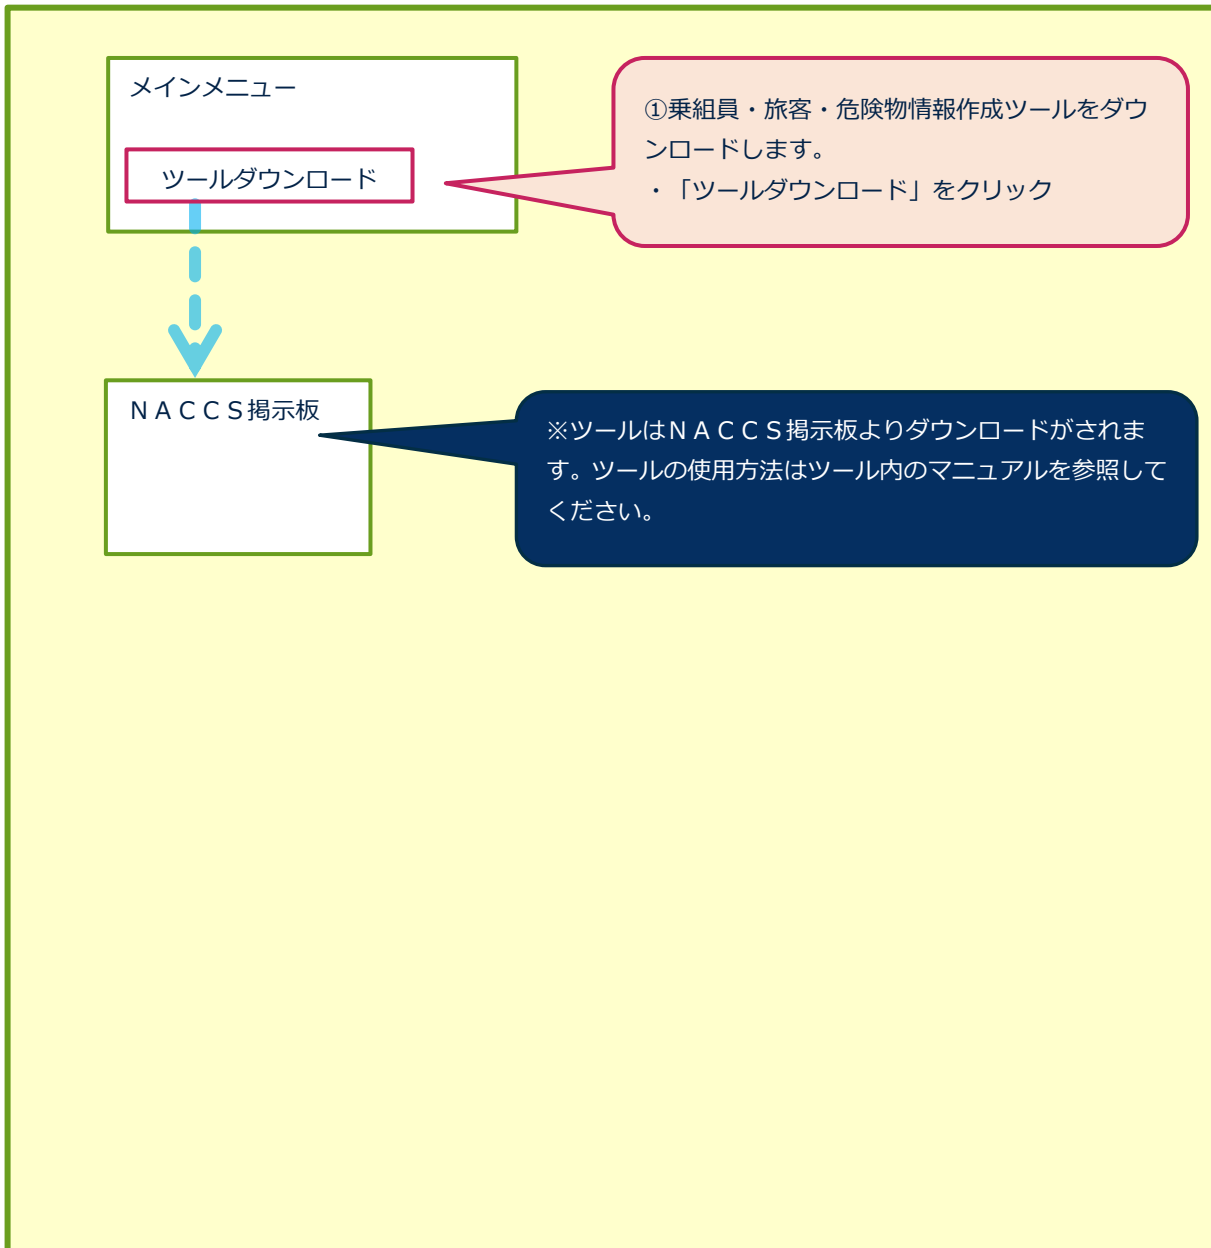 メインメニュー
ツールダウンロード
①乗組員・旅客・危険物情報作成ツールをダウ
ンロードします。
・「ツールダウンロード」をクリック
ＮＡＣＣＳ掲示板
※ツールはＮＡＣＣＳ掲示板よりダウンロードがされま
す。ツールの使用方法はツール内のマニュアルを参照して
ください。